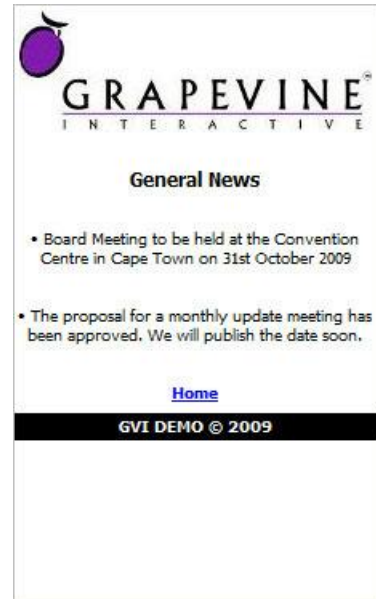 GRAPEVINE®
INTERACTIVE
General News
• Board Meeting to be held at the Convention
Centre in Cape Town on 31st October 2009
• The proposal for a monthly update meeting has
been approved. We will publish the date soon.
Home
GVI DEMO © 2009